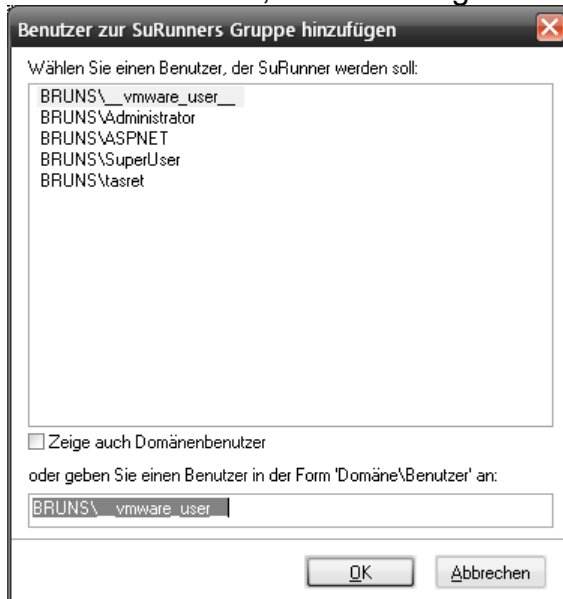 Benutzer zur SuRunners Gruppe hinzufügen
Wählen Sie einen Benutzer, der SuRunner werden soll:
BRUNS\__vmware_user__
BRUNS\Administrator
BRUNS\ASPNET
BRUNS\SuperUser
BRUNS\tasret
Zeige auch Domänenbenutzer
oder geben Sie einen Benutzer in der Form 'Domäne\Benutzer' an:
BRUNS\__vmware_user__
OK
Abbrechen